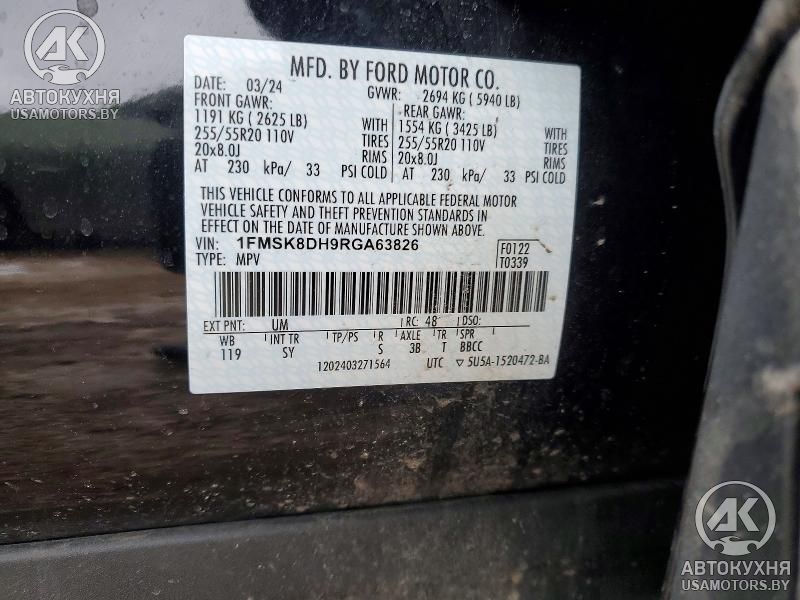 АК
АВТОКУХНЯ
USAMOTORS.BY
MFD. BY FORD MOTOR CO.
DATE: 03/24 GVWR: 2694 KG ( 5940 LB)
FRONT GAWR: REAR GAWR:
1191 KG ( 2625 LB) WITH 1554 KG ( 3425 LB) WITH
255/55R20 110V TIRES 255/55R20 110V TIRES
20x8.0J RIMS 20x8.0J RIMS
AT 230 kPa/ 33 PSI COLD AT 230 kPa/ 33 PSI COLD
THIS VEHICLE CONFORMS TO ALL APPLICABLE FEDERAL MOTOR
VEHICLE SAFETY AND THEFT PREVENTION STANDARDS IN
EFFECT ON THE DATE OF MANUFACTURE SHOWN ABOVE.
VIN: 1FMSK8DH9RGA63826 F0122
TYPE: MPV T0339
EXT PNT: UM RC: 48 DSO:
WB INT TR TP/PS R AXLE TR SPR
119 SY S 3B T BBCC
1202403271564 UTC ▽ 5U5A-1520472-BA
АК
АВТОКУХНЯ
USAMOTORS.BY